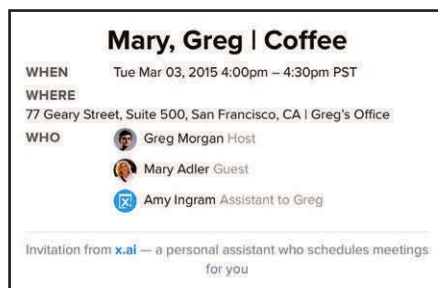 Mary, Greg | Coffee
WHEN Tue Mar 03, 2015 4:00pm – 4:30pm PST
WHERE
77 Geary Street, Suite 500, San Francisco, CA | Greg's Office
WHO Greg Morgan Host
Mary Adler Guest
Amy Ingram Assistant to Greg
Invitation from x.ai — a personal assistant who schedules meetings
for you